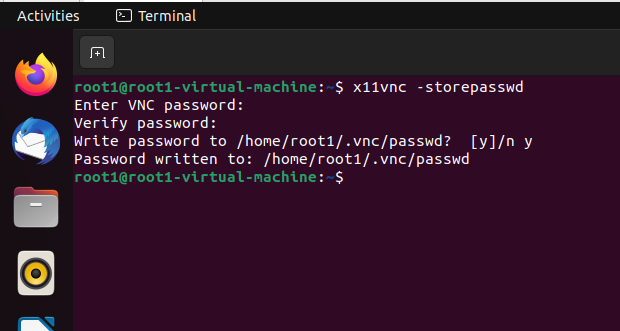 Activities
Terminal
root1@root1-virtual-machine:~$ x11vnc -storepasswd
Enter VNC password:
Verify password:
Write password to /home/root1/.vnc/passwd?  [y]/n y
Password written to: /home/root1/.vnc/passwd
root1@root1-virtual-machine:~$